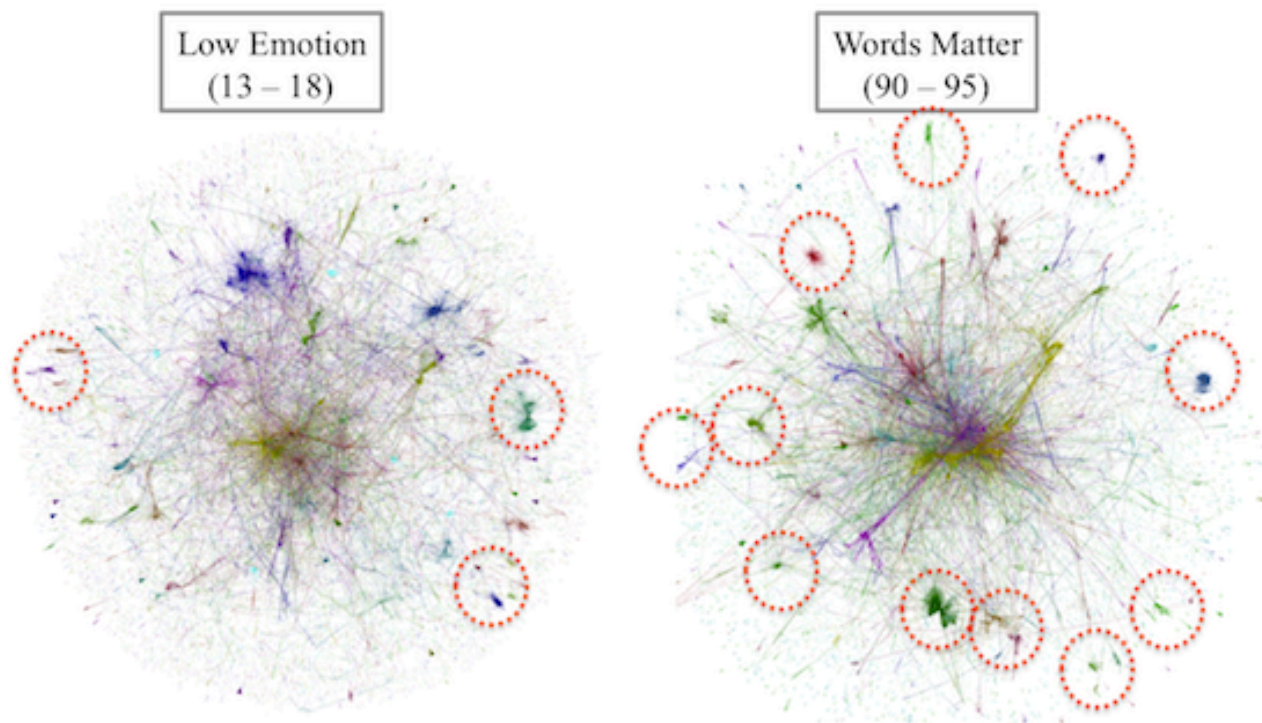 Low Emotion
(13 – 18)
Words Matter
(90 – 95)